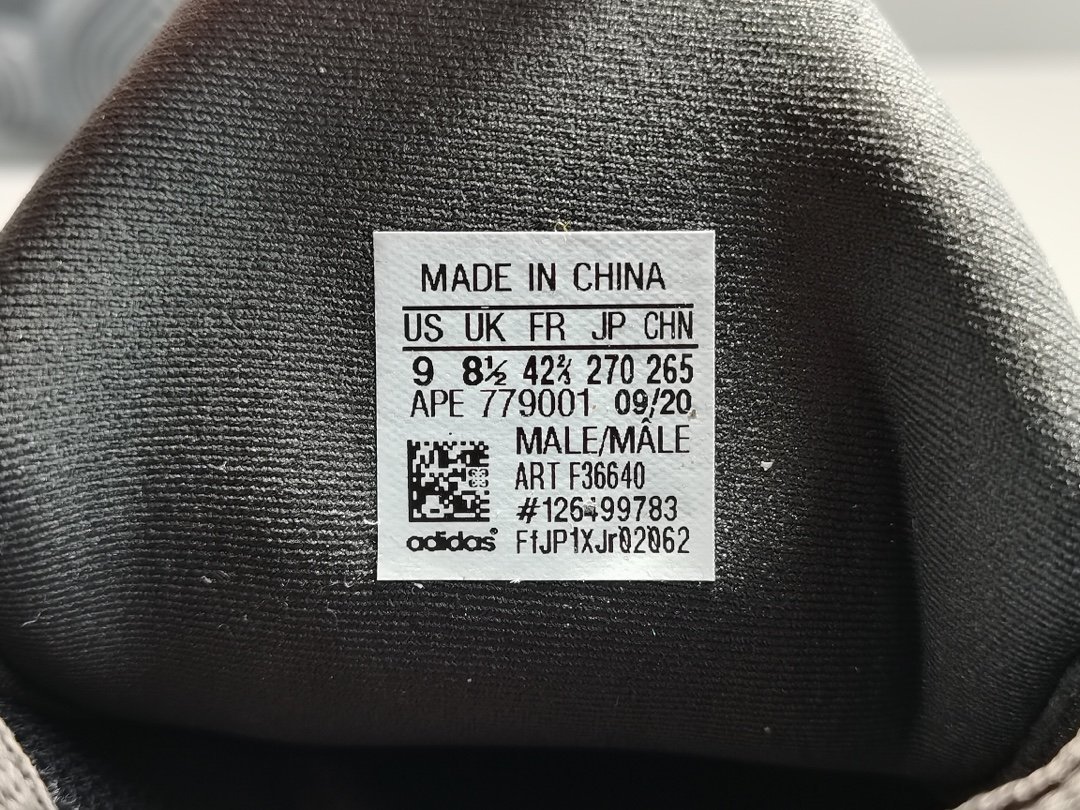 MADE IN CHINA
US UK FR JP CHN
9 8½ 42⅔ 270 265
APE 779001 09/20
MALE/MÂLE
ART F36640
#126499783
adidas® FfJP1XJr02062